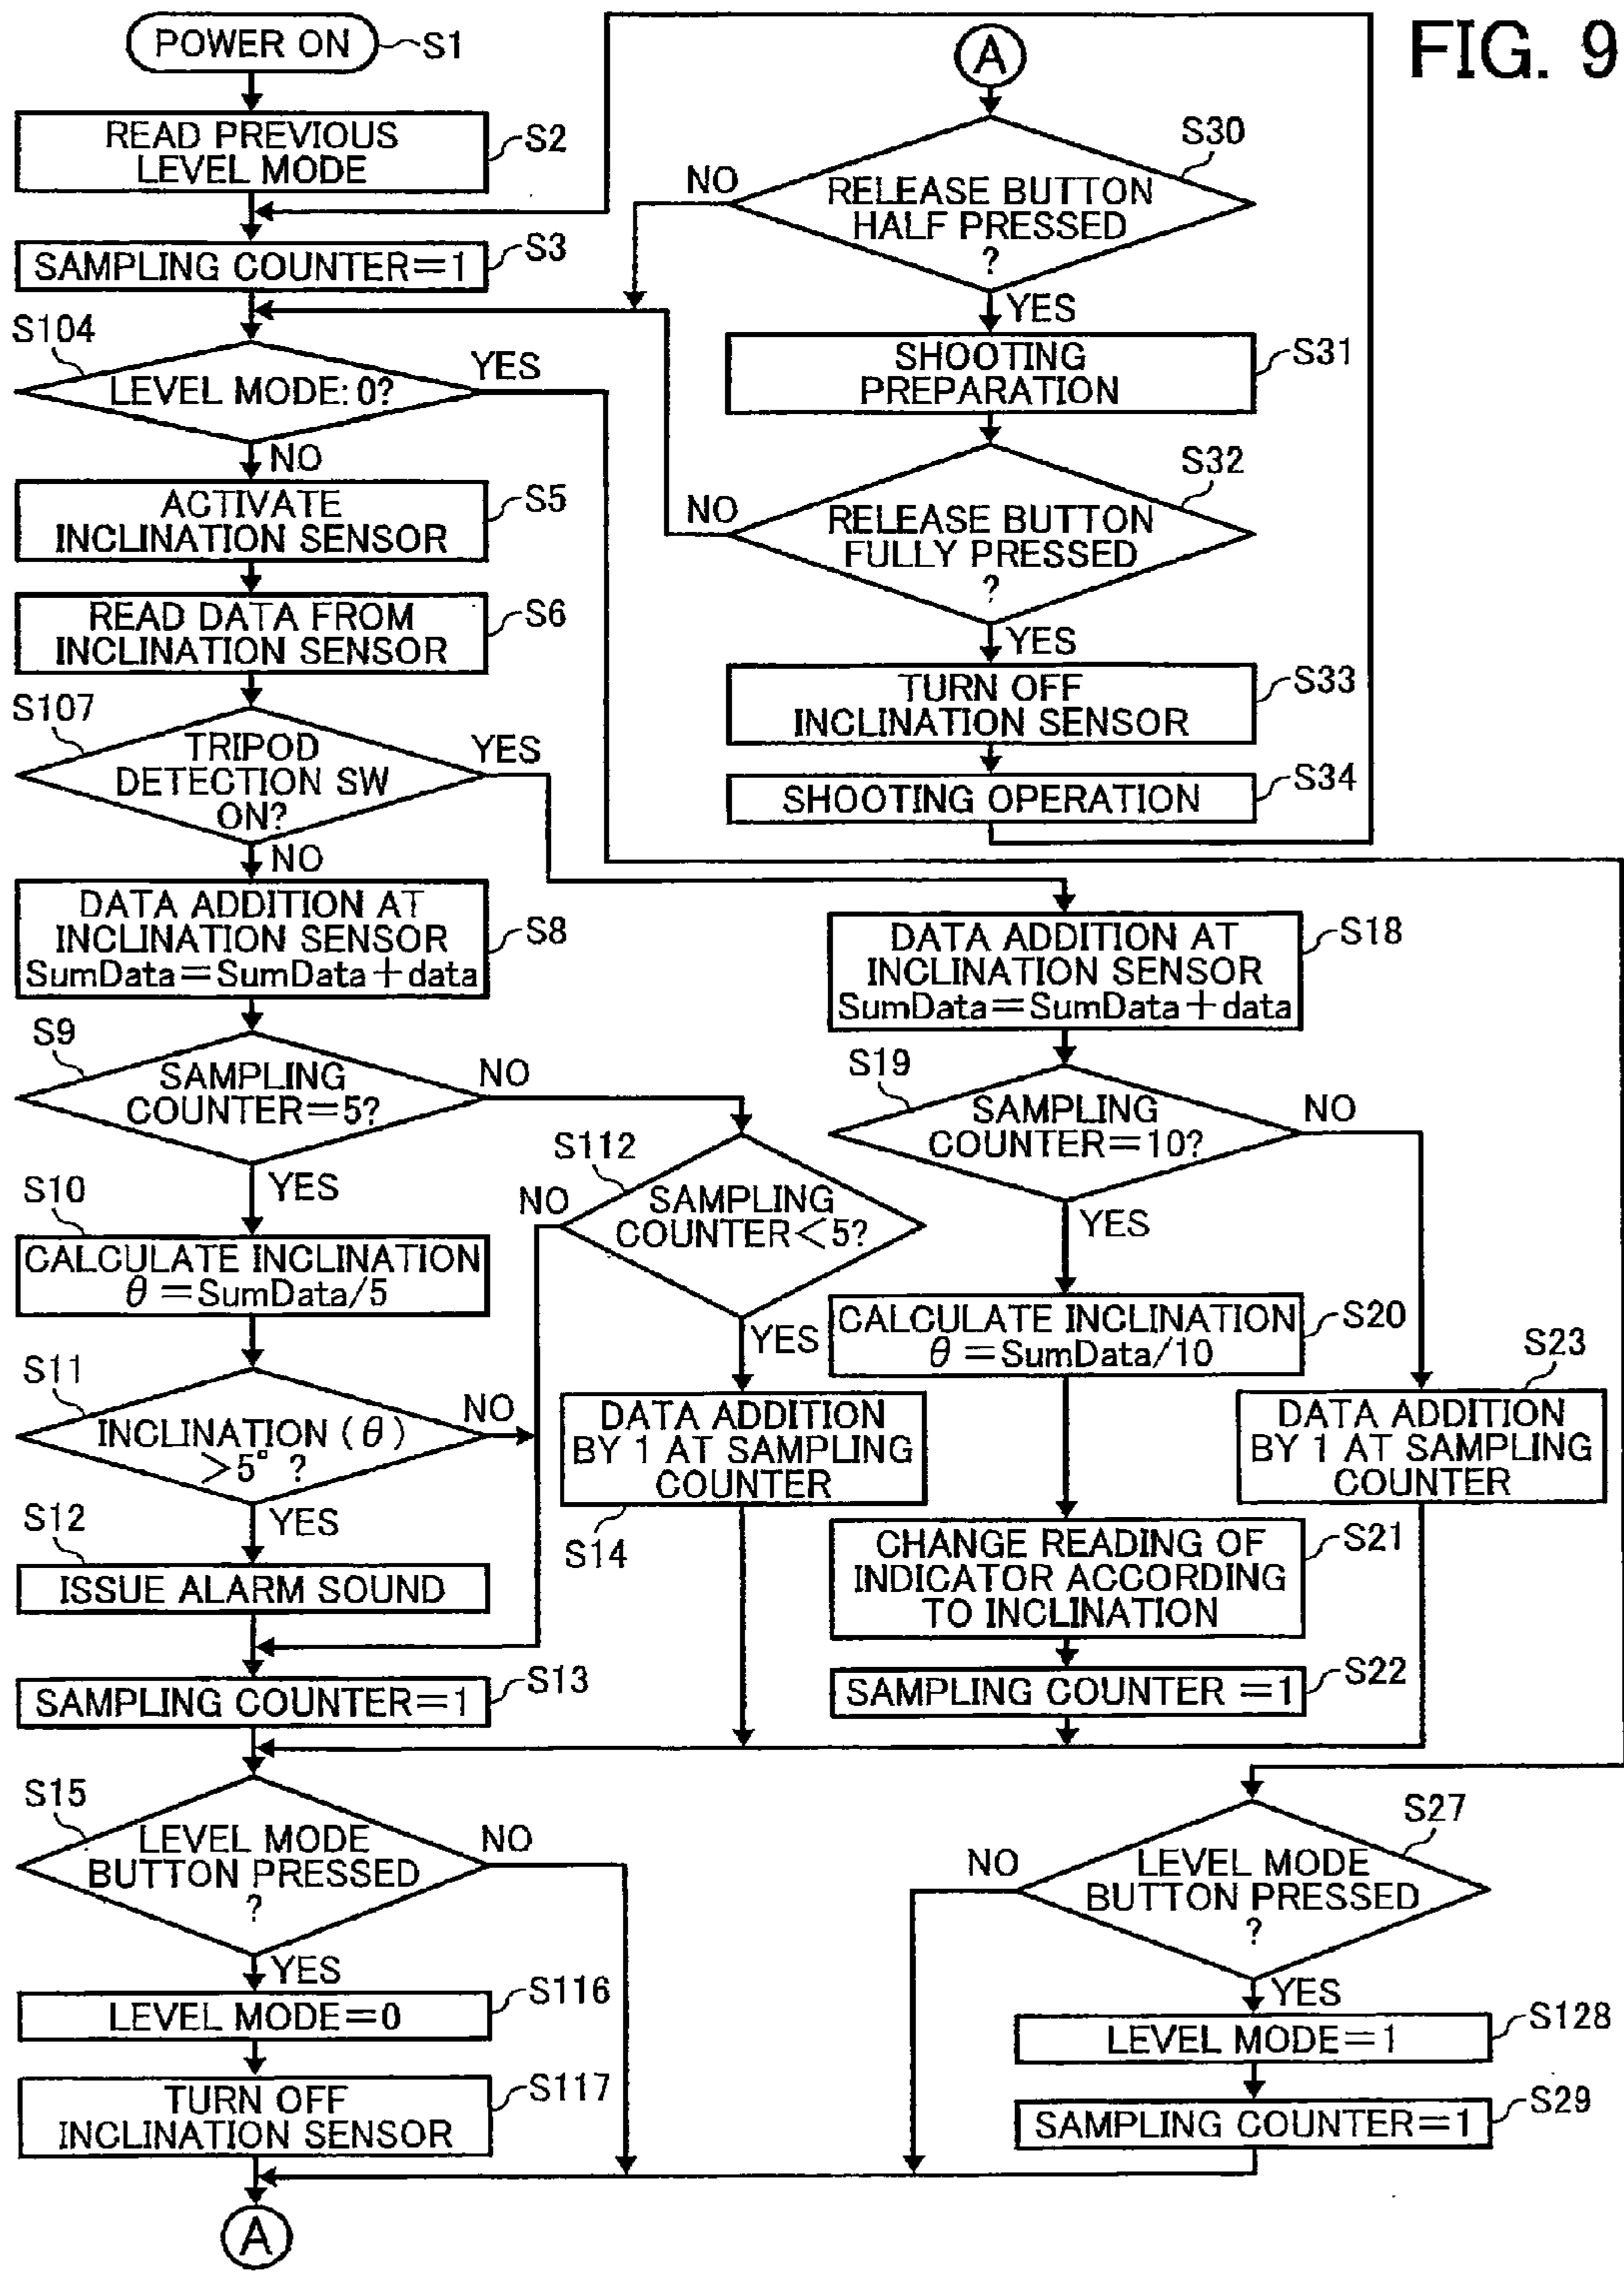 FIG. 9
POWER ON
S1
READ PREVIOUS
LEVEL MODE
S2
SAMPLING COUNTER=1
S3
S104
LEVEL MODE: 0?
YES
NO
ACTIVATE
INCLINATION SENSOR
S5
READ DATA FROM
INCLINATION SENSOR
S6
S107
TRIPOD
DETECTION SW
ON?
YES
NO
DATA ADDITION AT
INCLINATION SENSOR
SumData=SumData+data
S8
S9
SAMPLING
COUNTER=5?
NO
YES
S10
CALCULATE INCLINATION
θ=SumData/5
S11
INCLINATION (θ)
>5° ?
NO
YES
S12
ISSUE ALARM SOUND
SAMPLING COUNTER=1
S13
S112
SAMPLING
COUNTER<5?
NO
YES
DATA ADDITION
BY 1 AT SAMPLING
COUNTER
S14
S15
LEVEL MODE
BUTTON PRESSED
?
NO
YES
LEVEL MODE=0
S116
TURN OFF
INCLINATION SENSOR
S117
A
A
S30
RELEASE BUTTON
HALF PRESSED
?
NO
YES
SHOOTING
PREPARATION
S31
S32
RELEASE BUTTON
FULLY PRESSED
?
NO
YES
TURN OFF
INCLINATION SENSOR
S33
SHOOTING OPERATION
S34
DATA ADDITION AT
INCLINATION SENSOR
SumData=SumData+data
S18
S19
SAMPLING
COUNTER=10?
NO
YES
CALCULATE INCLINATION
θ=SumData/10
S20
CHANGE READING OF
INDICATOR ACCORDING
TO INCLINATION
S21
SAMPLING COUNTER =1
S22
S23
DATA ADDITION
BY 1 AT SAMPLING
COUNTER
S27
LEVEL MODE
BUTTON PRESSED
?
NO
YES
LEVEL MODE=1
S128
SAMPLING COUNTER=1
S29